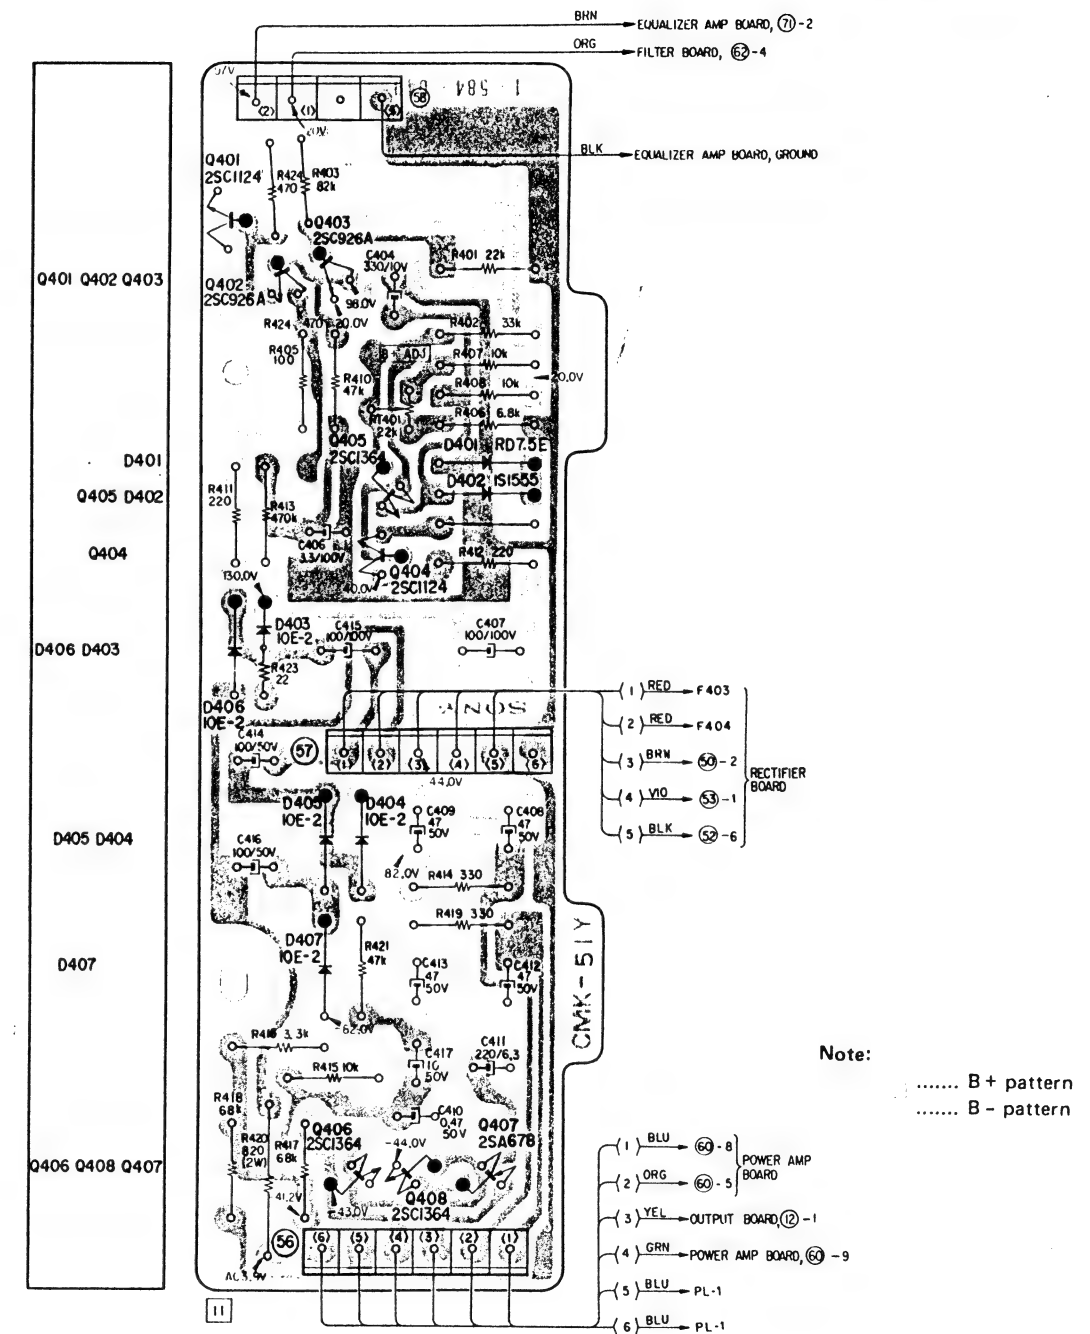 BRN
EQUALIZER AMP BOARD, (71)-2
ORG
FILTER BOARD, (62)-4
1-584
(58)
(2) (1)
20V
BLK
EQUALIZER AMP BOARD, GROUND
Q401
2SC1124
R424
470
R403
82k
Q403
2SC926A
C404
330/10V
R401 22k
Q401 Q402 Q403
Q402
2SC926A
98.0V
R424 470
20.0V
R402 33k
R405
100
B+ ADJ
R407 10k
R410
47k
R408 10k
20.0V
RT401
22k
R406 6.8k
Q405
2SC1364
D401 RD7.5E
D401
D402 1S1555
Q405 D402
R411
220
R413
470k
C406
3.3/100V
Q404
R412 220
Q404
2SC1124
130.0V
40.0V
D403
10E-2
C415
100/100V
C407
100/100V
D406 D403
R423
22
D406
10E-2
SONY
(1) RED F403
(2) RED F404
(3) BRN (50)-2
(4) VIO (53)-1
(5) BLK (52)-6
RECTIFIER
BOARD
C414
100/50V
(57)
(1) (2) (3) (4) (5) (6)
44.0V
D405
10E-2
D404
10E-2
C409
47
50V
C408
47
50V
D405 D404
C416
100/50V
82.0V
R414 330
R419 330
D407
10E-2
R421
47k
D407
C413
47
50V
C412
47
50V
CMK-51Y
-62.0V
R416 3.3k
C417
10
50V
C411
220/6.3
R415 10k
Note:
....... B + pattern
....... B - pattern
R418
68k
R420
820
(2W)
R417
68k
Q406
2SC1364
C410
0.47
50V
Q407
2SA678
-44.0V
Q406 Q408 Q407
Q408
2SC1364
41.2V
-43.0V
(56)
(6) (5) (4) (3) (2) (1)
(1) BLU (60)-8
(2) ORG (60)-5
POWER AMP
BOARD
(3) YEL OUTPUT BOARD, (12)-1
(4) GRN POWER AMP BOARD, (60)-9
(5) BLU PL-1
(6) BLU PL-1
11